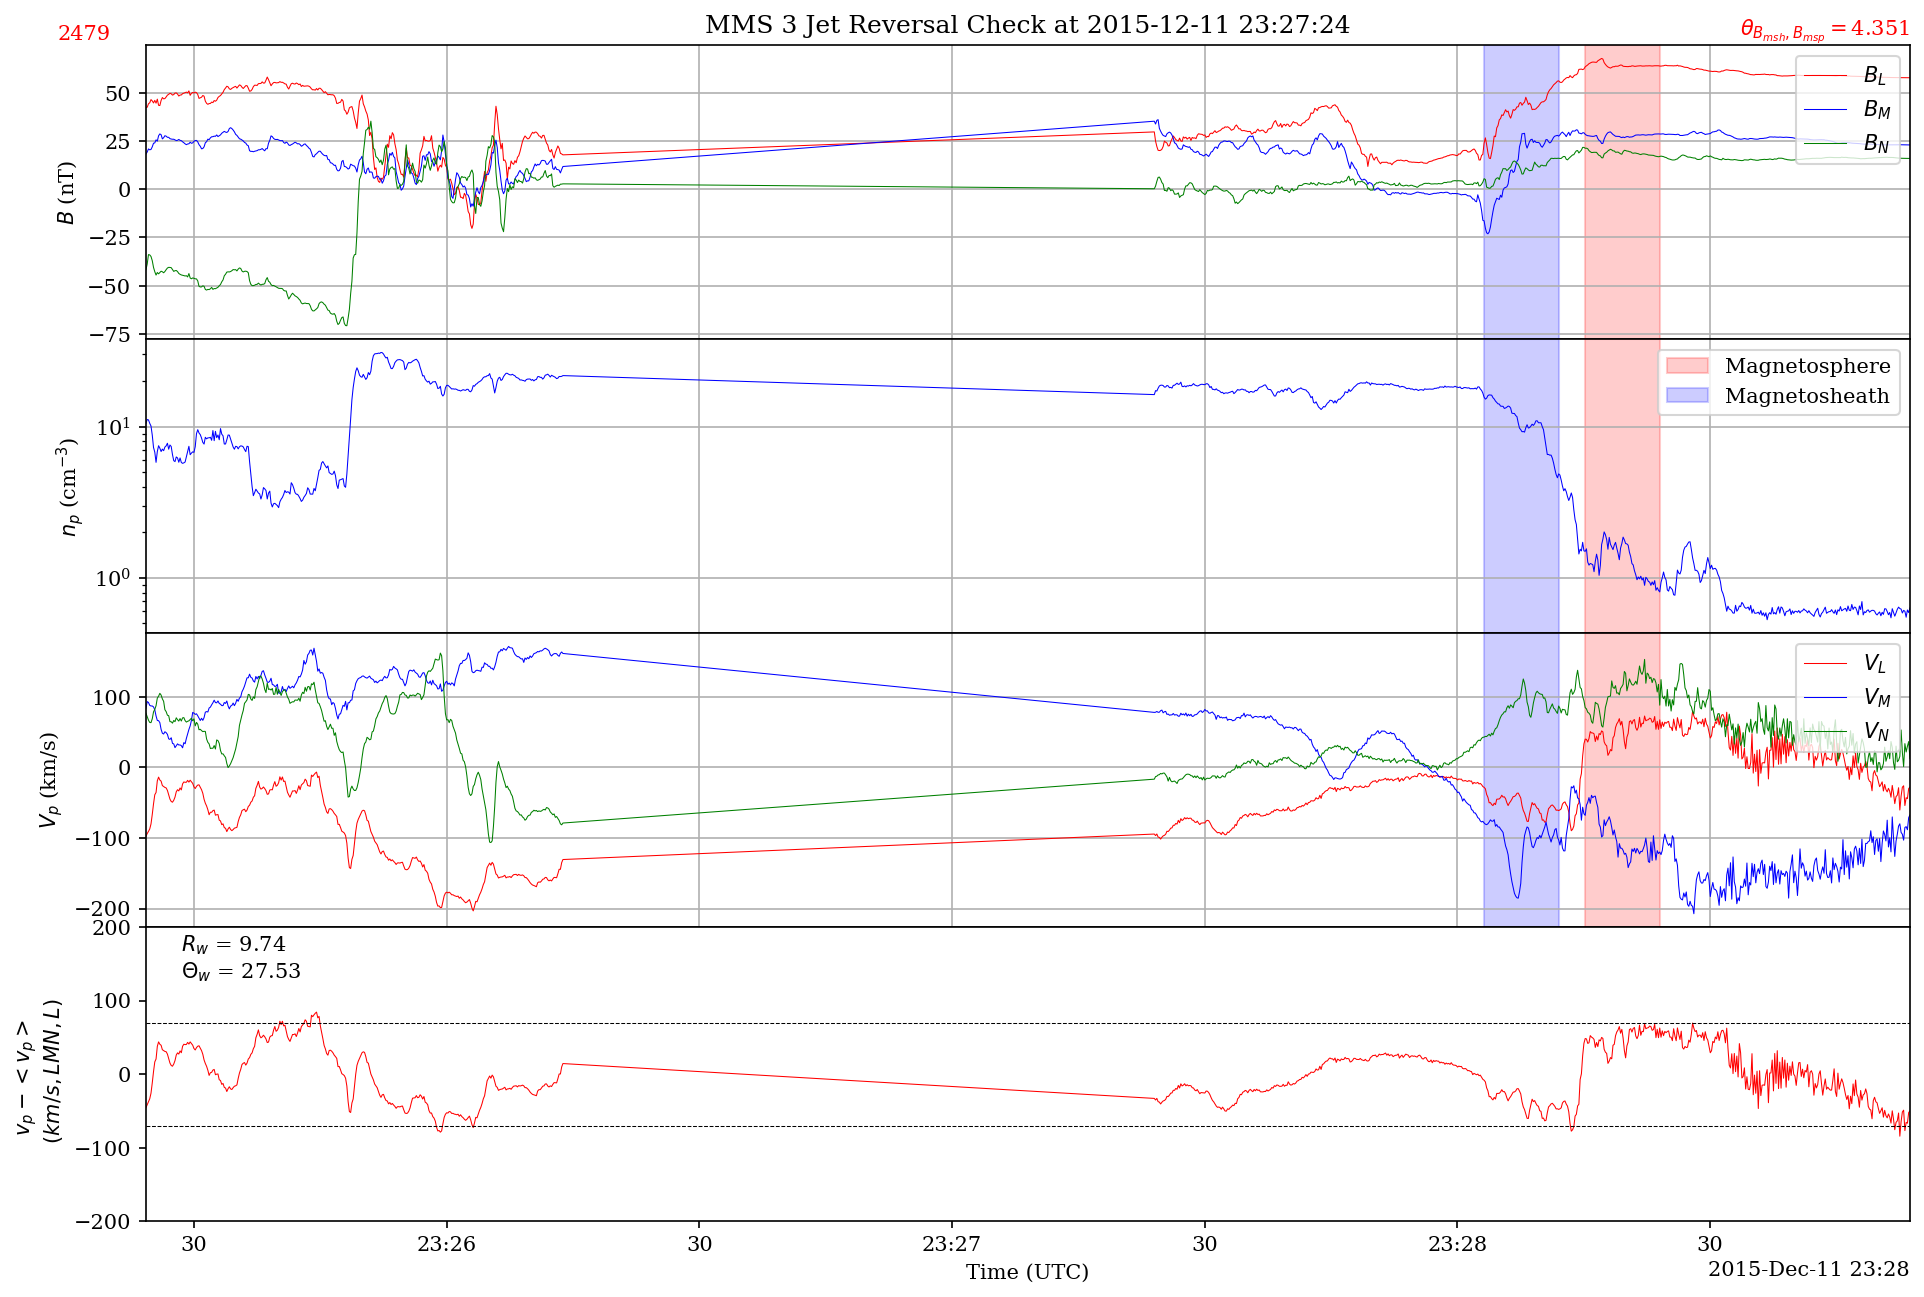 MMS 3 Jet Reversal Check at 2015-12-11 23:27:24
2479
θ_{B_{msh}, B_{msp}} = 4.351
50
25
0
−25
−50
−75
B (nT)
B_L
B_M
B_N
10^1
10^0
n_p (cm^{−3})
Magnetosphere
Magnetosheath
100
0
−100
−200
V_p (km/s)
V_L
V_M
V_N
200
100
0
−100
−200
v_p − < v_p >
(km/s, LMN, L)
R_w = 9.74
Θ_w = 27.53
30
23:26
30
23:27
30
23:28
30
Time (UTC)
2015-Dec-11 23:28